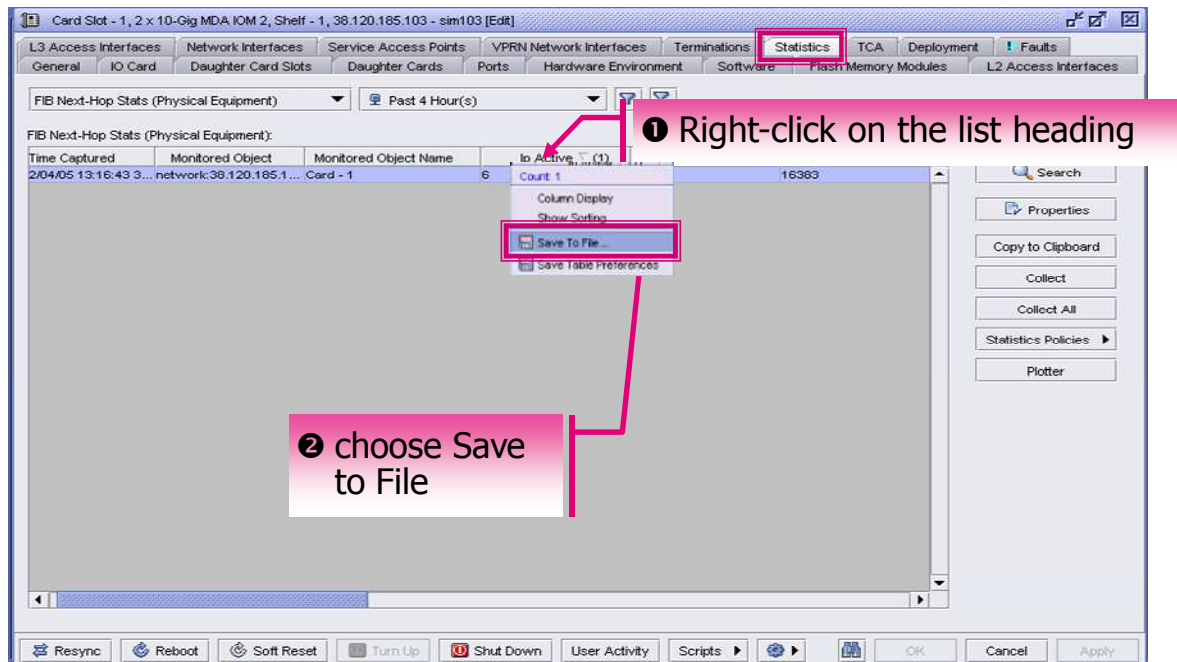 Card Slot - 1, 2 x 10-Gig MDA IOM 2, Shelf - 1, 38.120.185.103 - sim103 [Edit]
L3 Access Interfaces Network Interfaces Service Access Points VPRN Network Interfaces Terminations Statistics TCA Deployment ! Faults
General IO Card Daughter Card Slots Daughter Cards Ports Hardware Environment Software Flash Memory Modules L2 Access Interfaces
FIB Next-Hop Stats (Physical Equipment) Past 4 Hour(s)
❶ Right-click on the list heading
FIB Next-Hop Stats (Physical Equipment):
Time Captured Monitored Object Monitored Object Name Ip Active (1)
2/04/05 13:16:43 3... network:38.120.185.1... Card - 1 6 16383
Count: 1
Column Display
Show Sorting
Save To File...
Save Table Preferences
Search
Properties
Copy to Clipboard
Collect
Collect All
Statistics Policies
Plotter
❷ choose Save
to File
Resync Reboot Soft Reset Turn Up Shut Down User Activity Scripts OK Cancel Apply